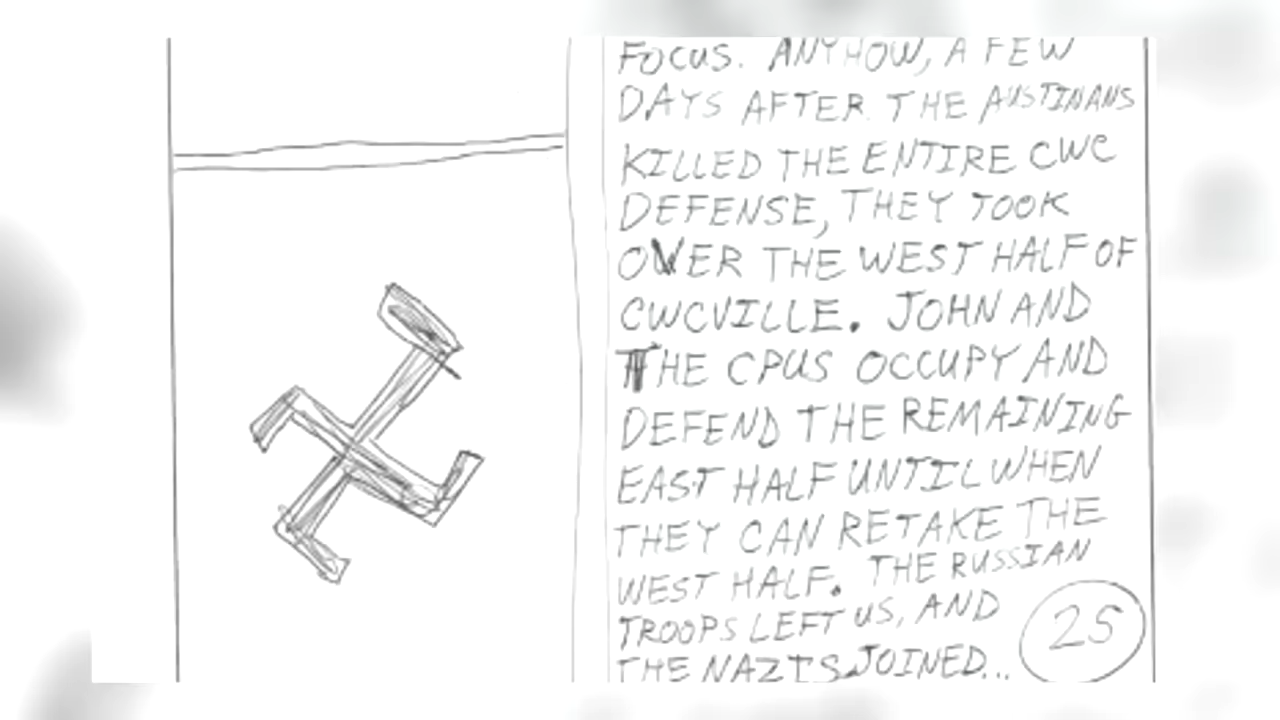 FOCUS. ANYHOW, A FEW
DAYS AFTER THE AUSTINANS
KILLED THE ENTIRE CWC
DEFENSE, THEY TOOK
OVER THE WEST HALF OF
CWCVILLE. JOHN AND
THE CPUS OCCUPY AND
DEFEND THE REMAINING
EAST HALF UNTIL WHEN
THEY CAN RETAKE THE
WEST HALF. THE RUSSIAN
TROOPS LEFT US, AND
THE NAZIS JOINED...
25